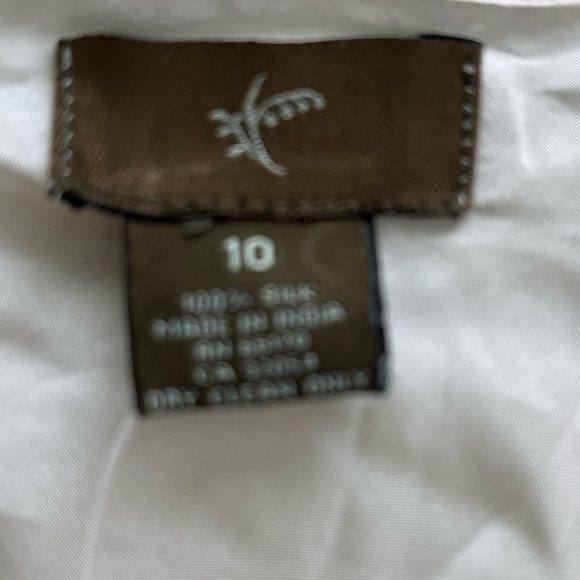 10
100% SILK
MADE IN INDIA
RN
CA
DRY CLEAN ONLY